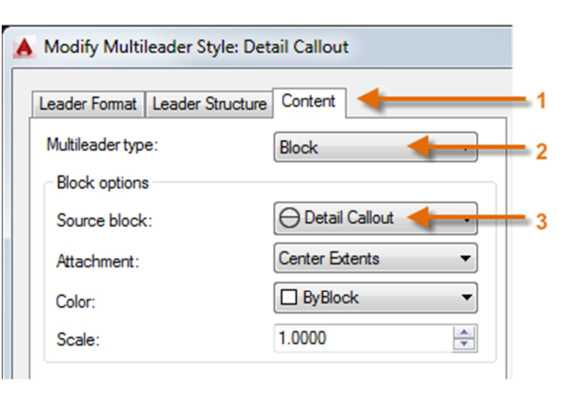 Modify Multileader Style: Detail Callout
Leader Format Leader Structure Content 1
Multileader type: Block 2
Block options
Source block: Detail Callout 3
Attachment: Center Extents
Color: ByBlock
Scale: 1.0000